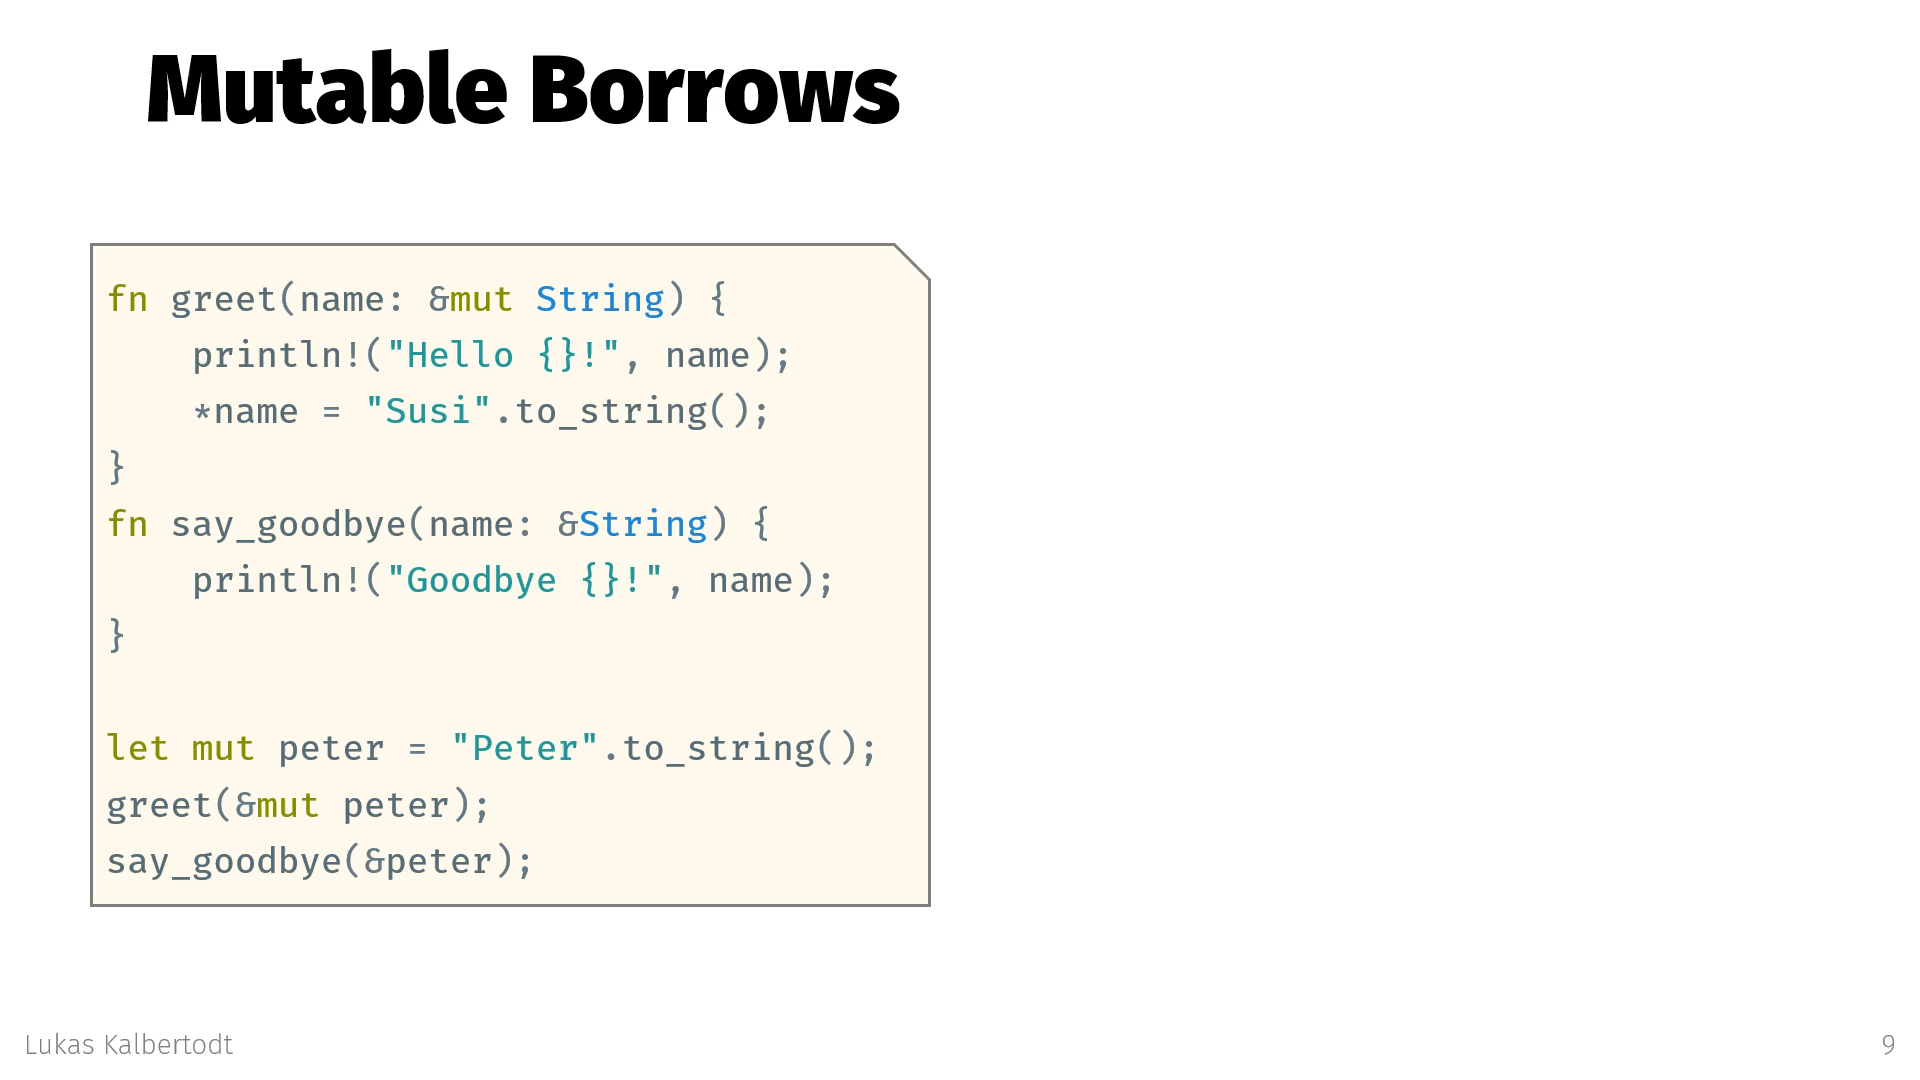 Mutable Borrows
fn greet(name: &mut String) {
    println!("Hello {}!", name);
    *name = "Susi".to_string();
}
fn say_goodbye(name: &String) {
    println!("Goodbye {}!", name);
}
let mut peter = "Peter".to_string();
greet(&mut peter);
say_goodbye(&peter);
Lukas Kalbertodt
9